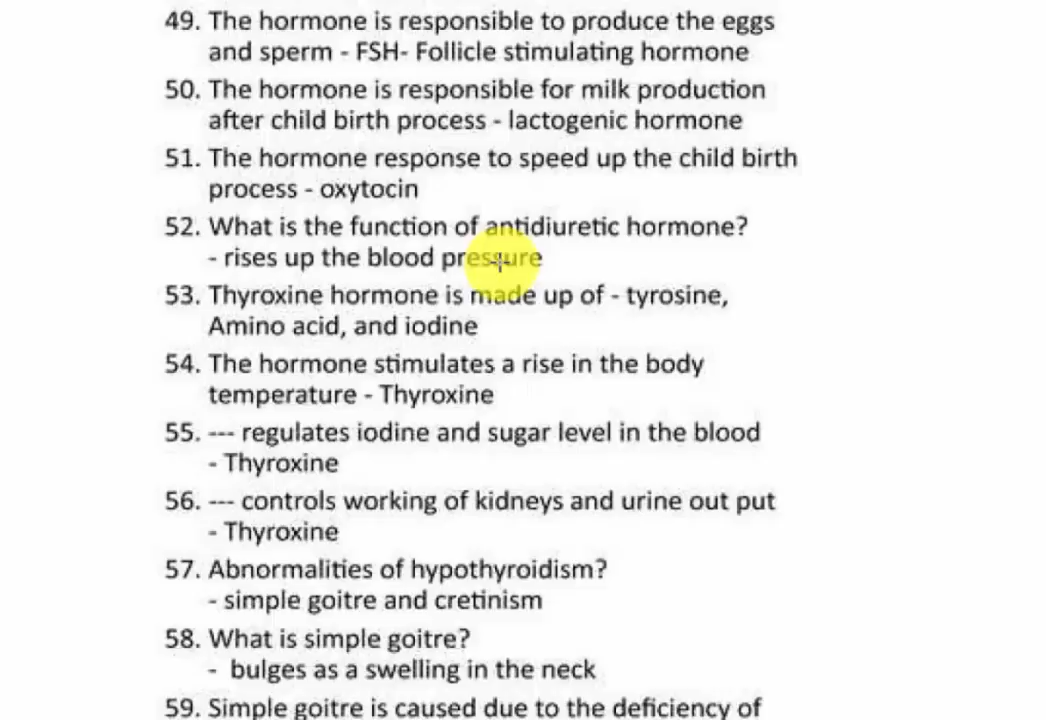 49. The hormone is responsible to produce the eggs
and sperm - FSH- Follicle stimulating hormone
50. The hormone is responsible for milk production
after child birth process - lactogenic hormone
51. The hormone response to speed up the child birth
process - oxytocin
52. What is the function of antidiuretic hormone?
- rises up the blood pressure
53. Thyroxine hormone is made up of - tyrosine,
Amino acid, and iodine
54. The hormone stimulates a rise in the body
temperature - Thyroxine
55. --- regulates iodine and sugar level in the blood
- Thyroxine
56. --- controls working of kidneys and urine out put
- Thyroxine
57. Abnormalities of hypothyroidism?
- simple goitre and cretinism
58. What is simple goitre?
- bulges as a swelling in the neck
59. Simple goitre is caused due to the deficiency of